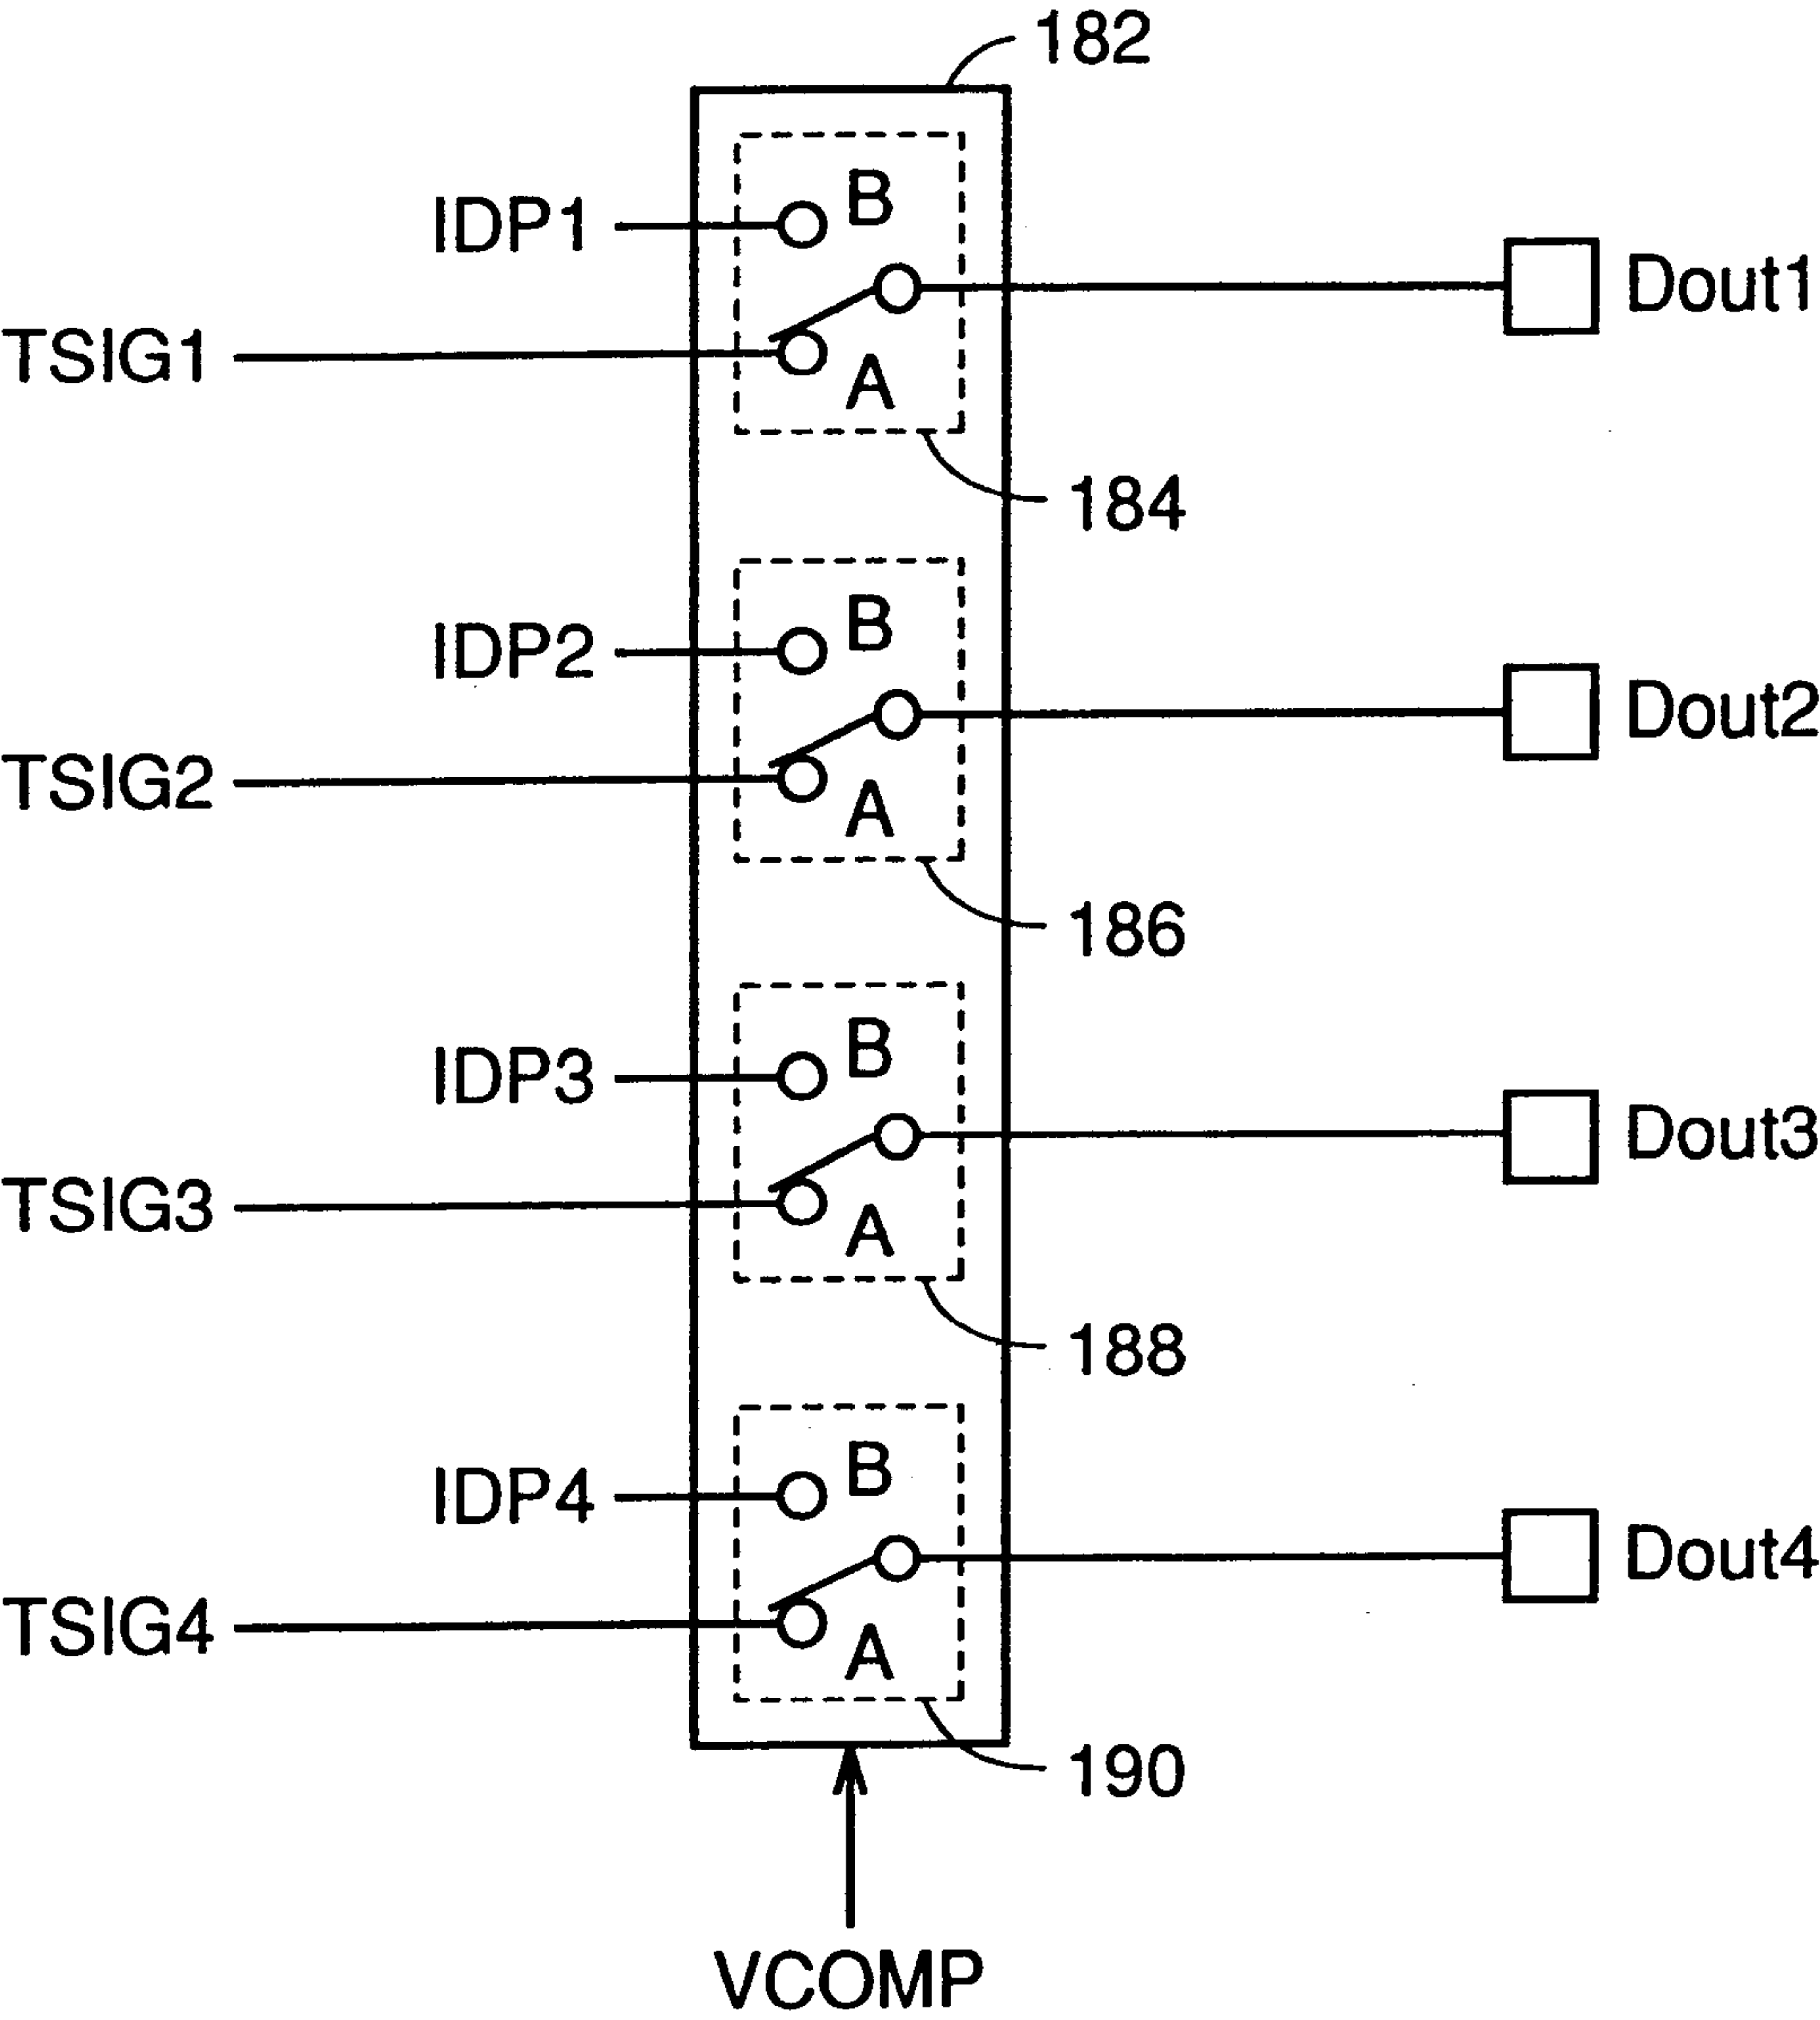 182
B
IDP1
Dout1
TSIG1
A
184
B
IDP2
Dout2
TSIG2
A
186
B
IDP3
Dout3
TSIG3
A
188
B
IDP4
Dout4
TSIG4
A
190
VCOMP